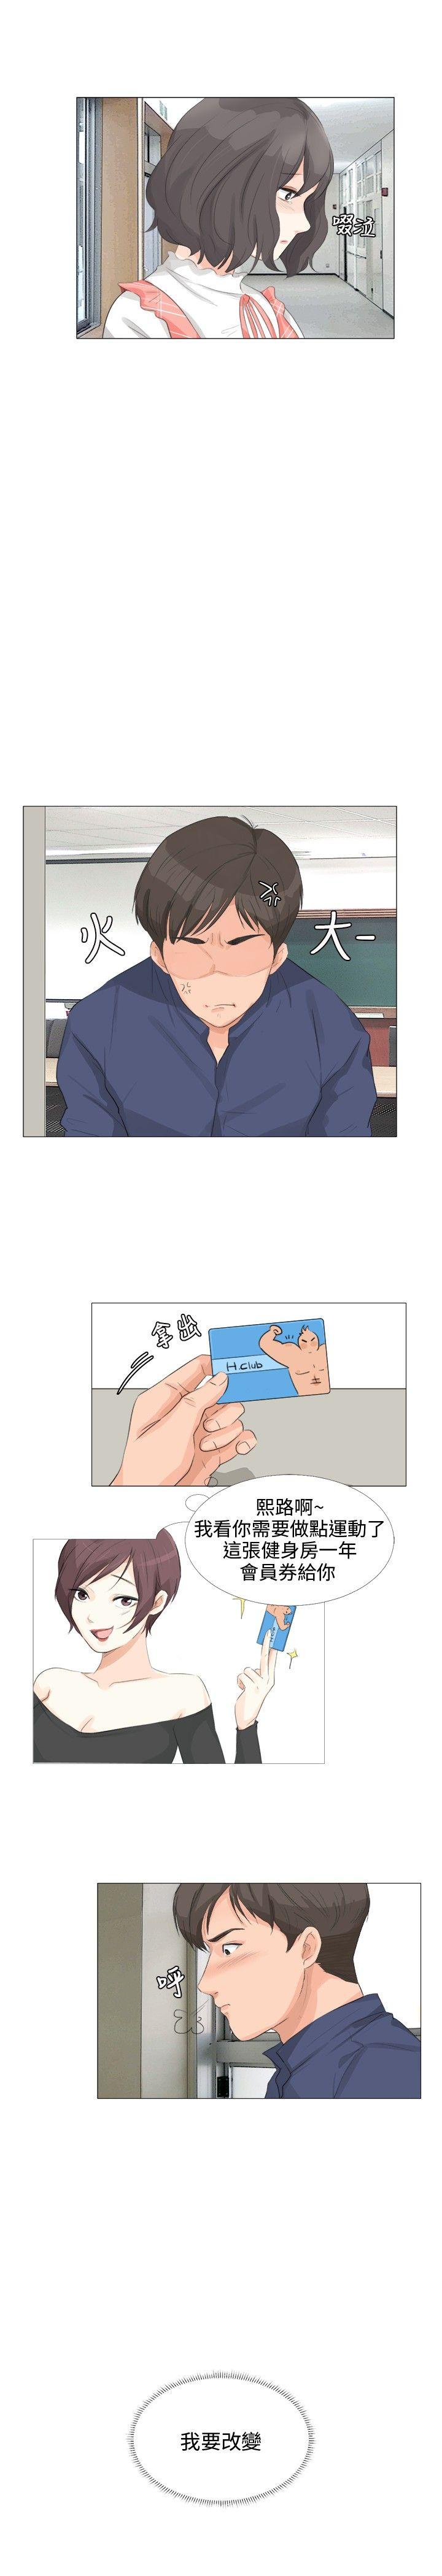 啜泣
火
大-
拿出
H.Club
熙路啊~
我看你需要做點運動了
這張健身房一年
會員券給你
呼
我要改變